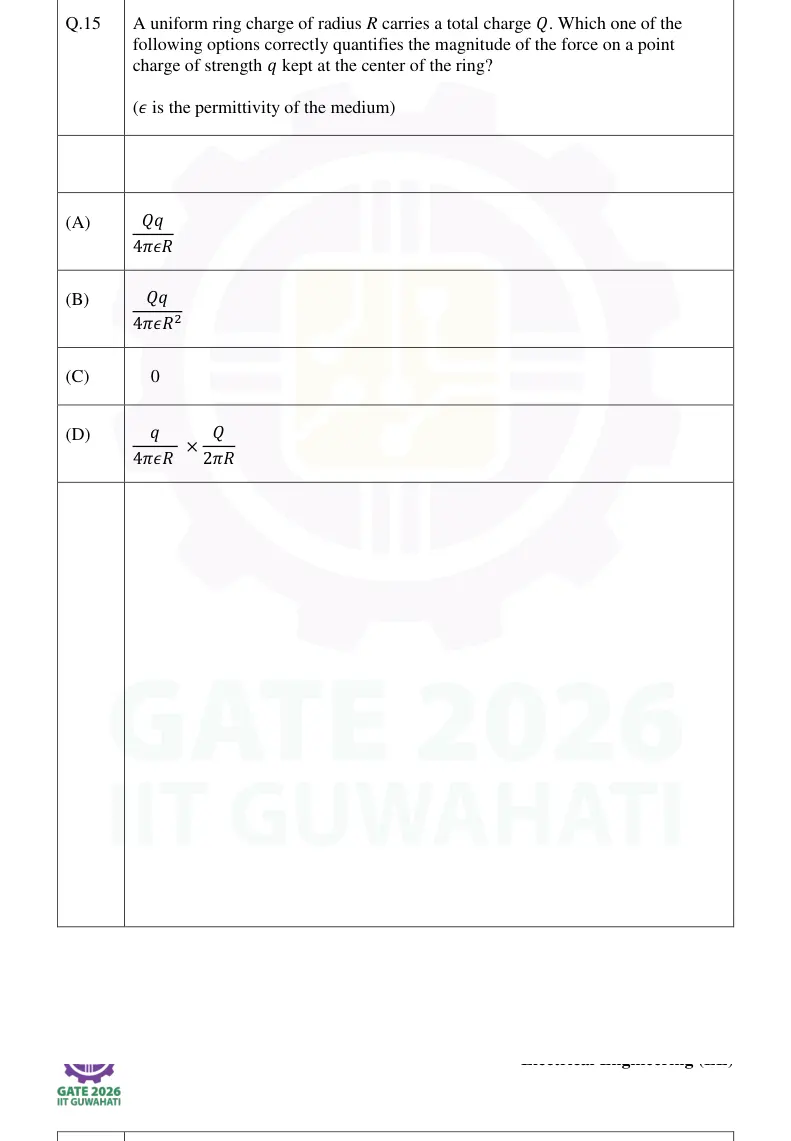 Q.15 A uniform ring charge of radius R carries a total charge Q. Which one of the
following options correctly quantifies the magnitude of the force on a point
charge of strength q kept at the center of the ring?
(ϵ is the permittivity of the medium)
(A) Qq/4πϵR
(B) Qq/4πϵR²
(C) 0
(D) q/4πϵR × Q/2πR
GATE 2026
IIT GUWAHATI
GATE 2026
IIT GUWAHATI